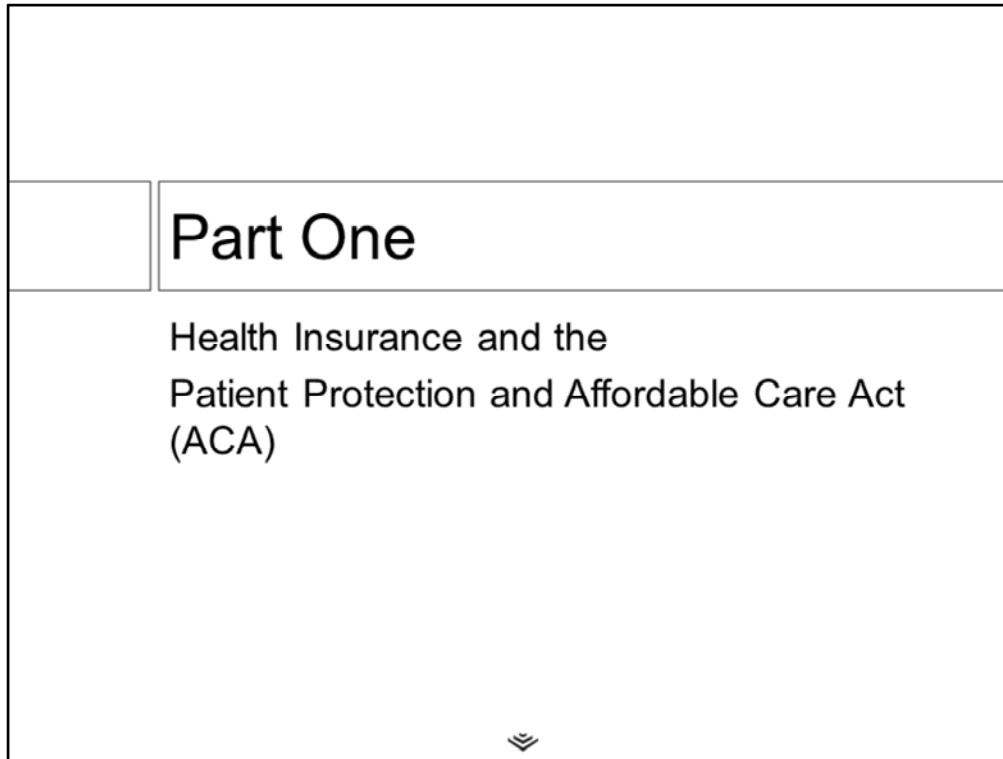 Part One
Health Insurance and the
Patient Protection and Affordable Care Act
(ACA)